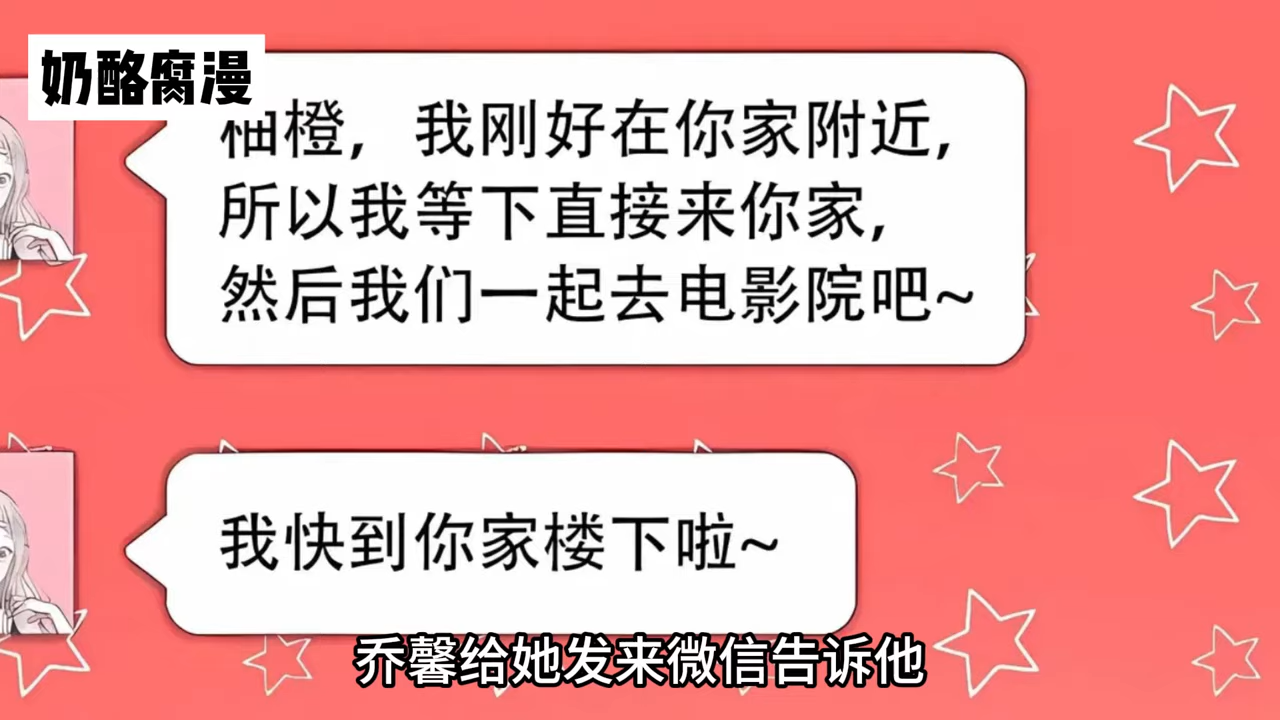 奶酪腐漫
柚橙，我刚好在你家附近，
所以我等下直接来你家，
然后我们一起去电影院吧~
我快到你家楼下啦~
乔馨给她发来微信告诉他